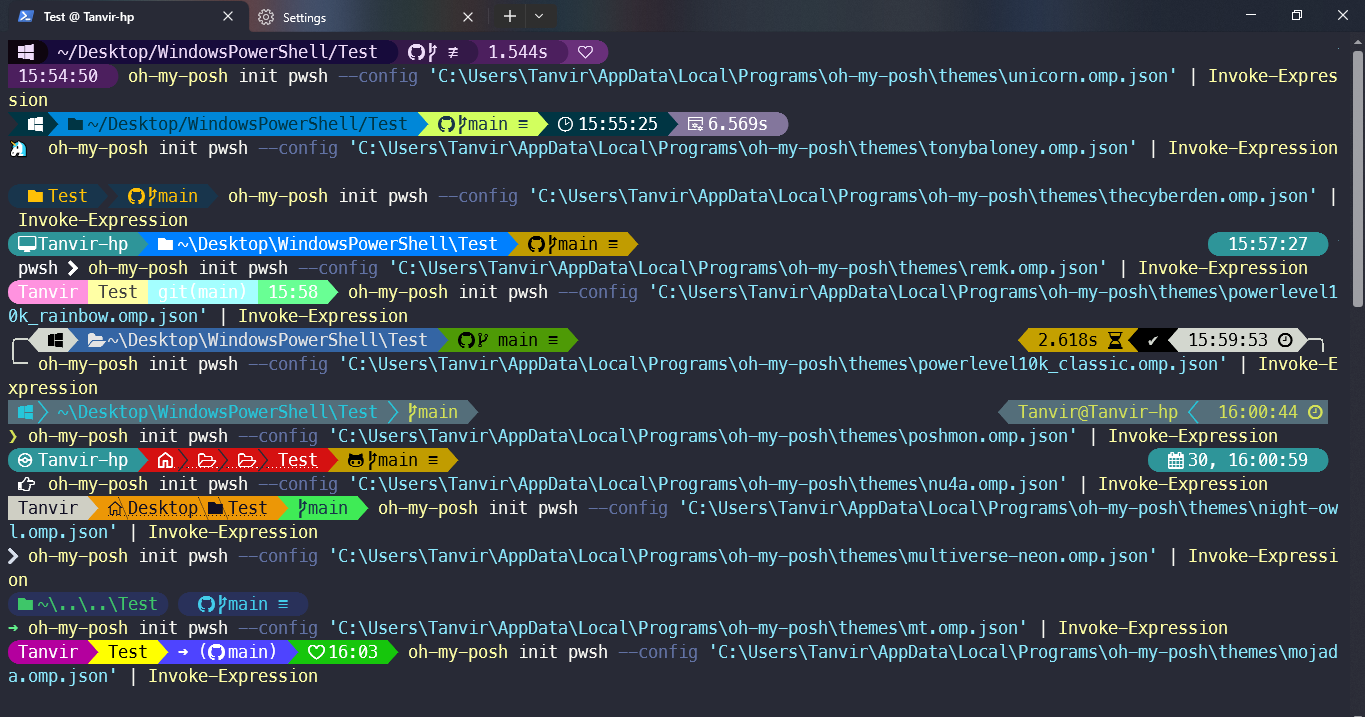 Test @ Tanvir-hp Settings
~/Desktop/WindowsPowerShell/Test ≢ 1.544s
15:54:50 oh-my-posh init pwsh --config 'C:\Users\Tanvir\AppData\Local\Programs\oh-my-posh\themes\unicorn.omp.json' | Invoke-Expres
sion
~/Desktop/WindowsPowerShell/Test main ≡ 15:55:25 6.569s
oh-my-posh init pwsh --config 'C:\Users\Tanvir\AppData\Local\Programs\oh-my-posh\themes\tonybaloney.omp.json' | Invoke-Expression
Test main oh-my-posh init pwsh --config 'C:\Users\Tanvir\AppData\Local\Programs\oh-my-posh\themes\thecyberden.omp.json' |
Invoke-Expression
Tanvir-hp ~\Desktop\WindowsPowerShell\Test main ≡ 15:57:27
pwsh ❯ oh-my-posh init pwsh --config 'C:\Users\Tanvir\AppData\Local\Programs\oh-my-posh\themes\remk.omp.json' | Invoke-Expression
Tanvir Test git(main) 15:58 oh-my-posh init pwsh --config 'C:\Users\Tanvir\AppData\Local\Programs\oh-my-posh\themes\powerlevel1
0k_rainbow.omp.json' | Invoke-Expression
~\Desktop\WindowsPowerShell\Test main ≡ 2.618s ✔ 15:59:53
oh-my-posh init pwsh --config 'C:\Users\Tanvir\AppData\Local\Programs\oh-my-posh\themes\powerlevel10k_classic.omp.json' | Invoke-E
xpression
~\Desktop\WindowsPowerShell\Test main Tanvir@Tanvir-hp 16:00:44
❯ oh-my-posh init pwsh --config 'C:\Users\Tanvir\AppData\Local\Programs\oh-my-posh\themes\poshmon.omp.json' | Invoke-Expression
Tanvir-hp Test main ≡ 30, 16:00:59
oh-my-posh init pwsh --config 'C:\Users\Tanvir\AppData\Local\Programs\oh-my-posh\themes\nu4a.omp.json' | Invoke-Expression
Tanvir Desktop\Test main oh-my-posh init pwsh --config 'C:\Users\Tanvir\AppData\Local\Programs\oh-my-posh\themes\night-ow
l.omp.json' | Invoke-Expression
❯ oh-my-posh init pwsh --config 'C:\Users\Tanvir\AppData\Local\Programs\oh-my-posh\themes\multiverse-neon.omp.json' | Invoke-Expressi
on
~\..\..\Test main ≡
➜ oh-my-posh init pwsh --config 'C:\Users\Tanvir\AppData\Local\Programs\oh-my-posh\themes\mt.omp.json' | Invoke-Expression
Tanvir Test ➜ (main) 16:03 oh-my-posh init pwsh --config 'C:\Users\Tanvir\AppData\Local\Programs\oh-my-posh\themes\mojad
a.omp.json' | Invoke-Expression